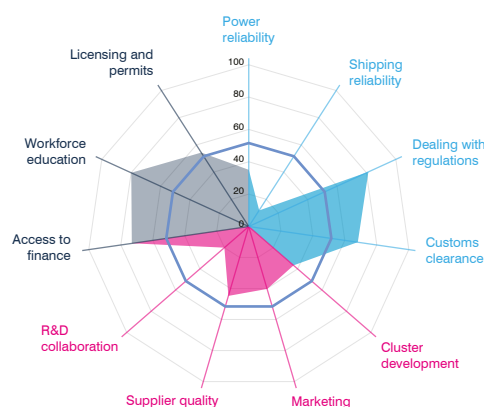 Power
reliability
Licensing and
permits
Shipping
reliability
100
80
60
40
20
0
Workforce
education
Dealing with
regulations
Access to
finance
Customs
clearance
R&D
collaboration
Cluster
development
Supplier quality
Marketing